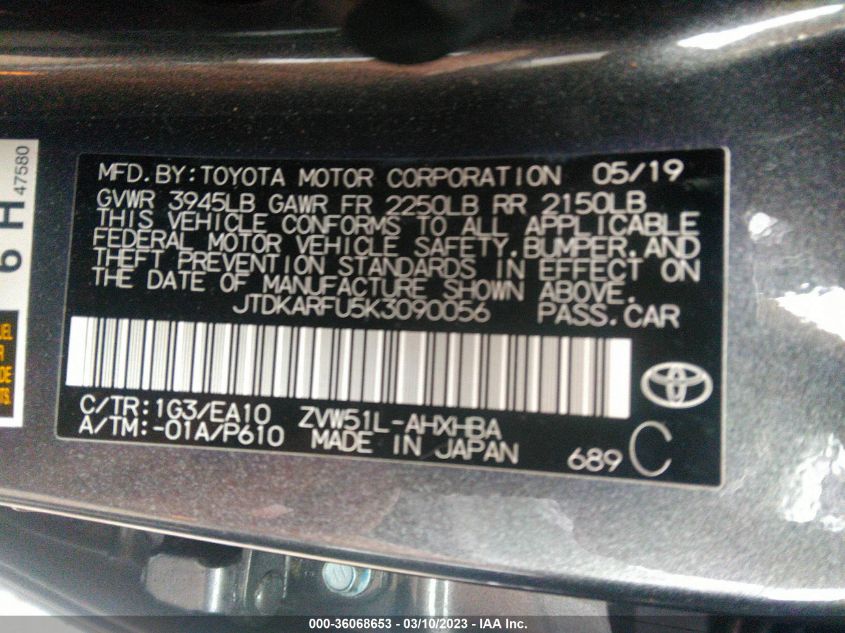 MFD. BY: TOYOTA MOTOR CORPORATION 05/19
GVWR 3945LB GAWR FR 2250LB RR 2150LB
THIS VEHICLE CONFORMS TO ALL APPLICABLE
FEDERAL MOTOR VEHICLE SAFETY, BUMPER, AND
THEFT PREVENTION STANDARDS IN EFFECT ON
THE DATE OF MANUFACTURE SHOWN ABOVE.
JTDKARFU5K3090056 PASS. CAR
C/TR: 1G3/EA10 ZVW51L-AHXHBA
A/TM: -01A/P610 MADE IN JAPAN 689 C
6 H
47580
000-36068653 - 03/10/2023 - IAA Inc.